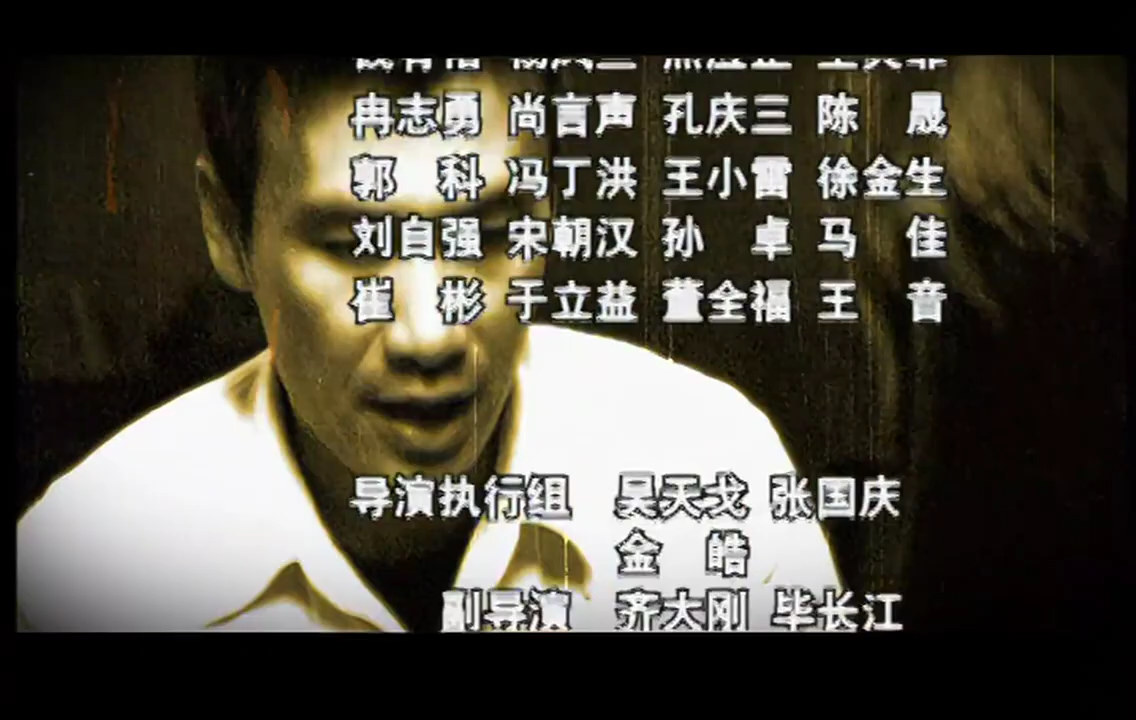 冉志勇 尚言声 孔庆三 陈 晟
郭 科 冯丁洪 王小雷 徐金生
刘自强 宋朝汉 孙 卓 马 佳
崔 彬 于立益 董全福 王 音
导演执行组 吴天戈 张国庆
金 皓
副导演 齐大刚 毕长江